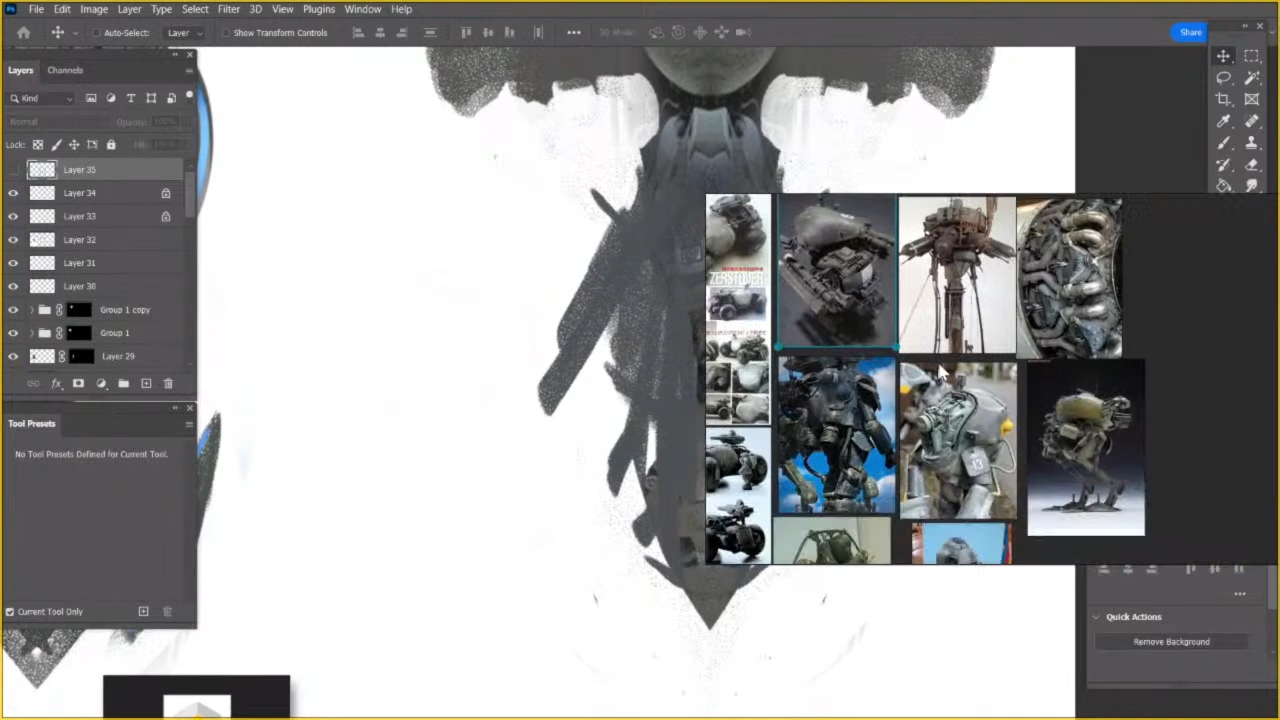 File Edit Image Layer Type Select Filter 3D View Plugins Window Help
Auto-Select: Layer Show Transform Controls Share
Layers Channels
Kind
Normal Opacity: 100%
Lock:
Layer 35
Layer 34
Layer 33
Layer 32
Layer 31
Layer 30
Group 1 copy
Group 1
Layer 29
Tool Presets
No Tool Presets Defined for Current Tool.
Current Tool Only
ZERSTOWER
13
Quick Actions
Remove Background